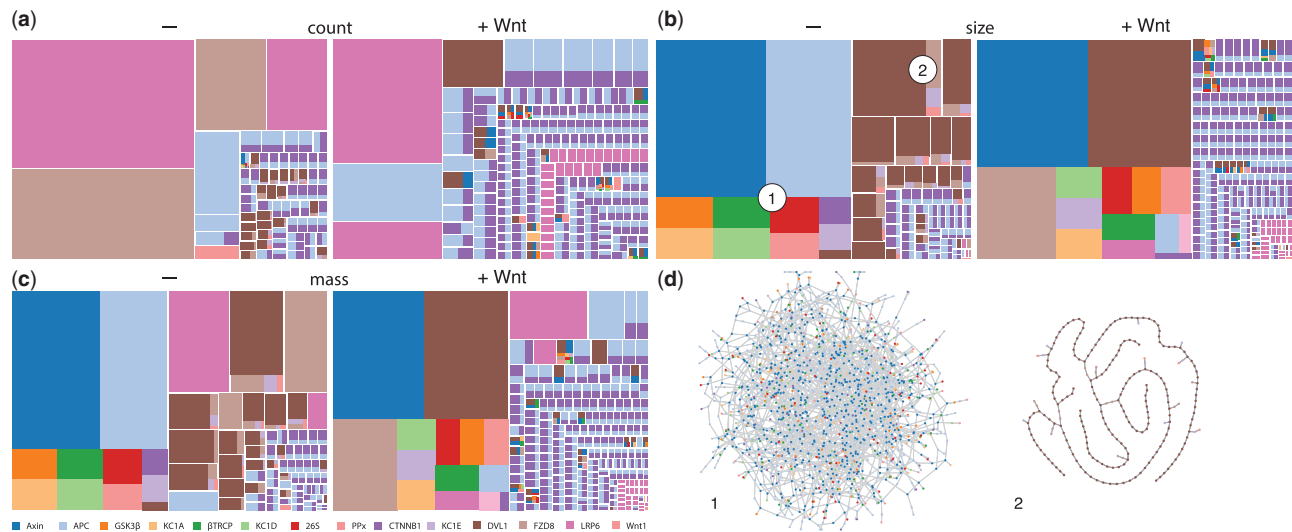 (a) – count + Wnt
(b) – size + Wnt
2
1
(c) – mass + Wnt
(d)
1 2
Axin APC GSK3β KC1A βTRCP KC1D 26S PPx CTNNB1 KC1E DVL1 FZD8 LRP6 Wnt1